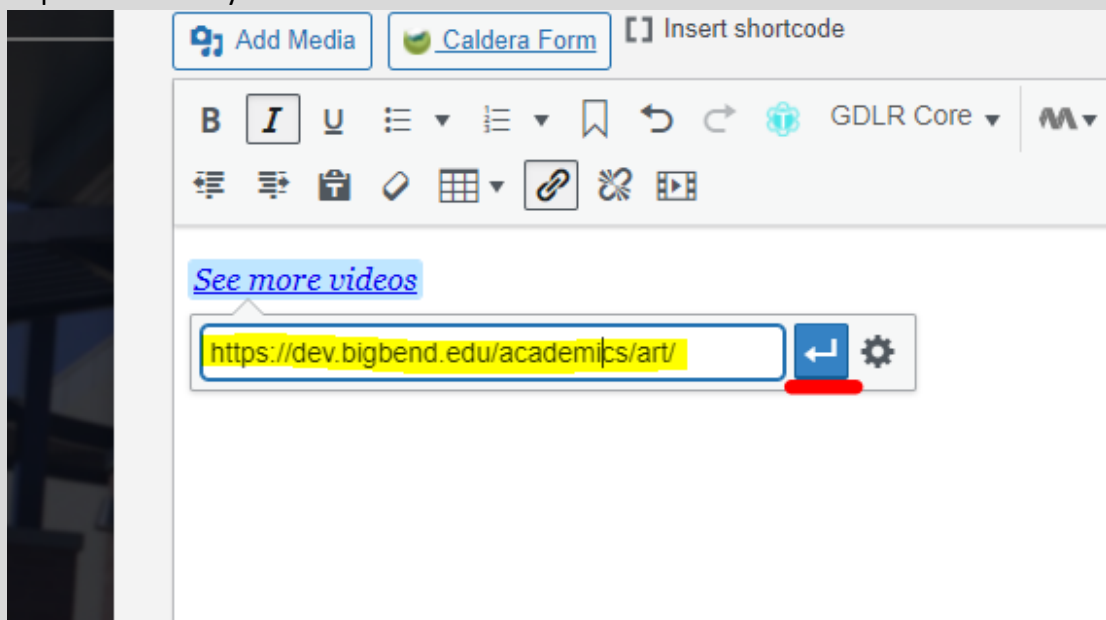 Add Media
Caldera Form
Insert shortcode
B I U
GDLR Core
See more videos
https://dev.bigbend.edu/academics/art/